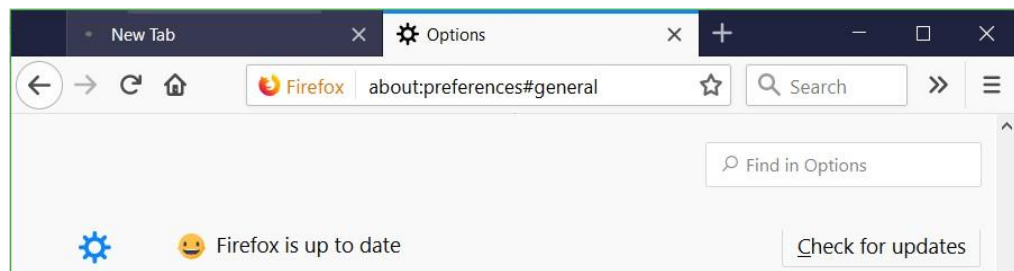 New Tab Options
Firefox about:preferences#general Search
Find in Options
Firefox is up to date Check for updates